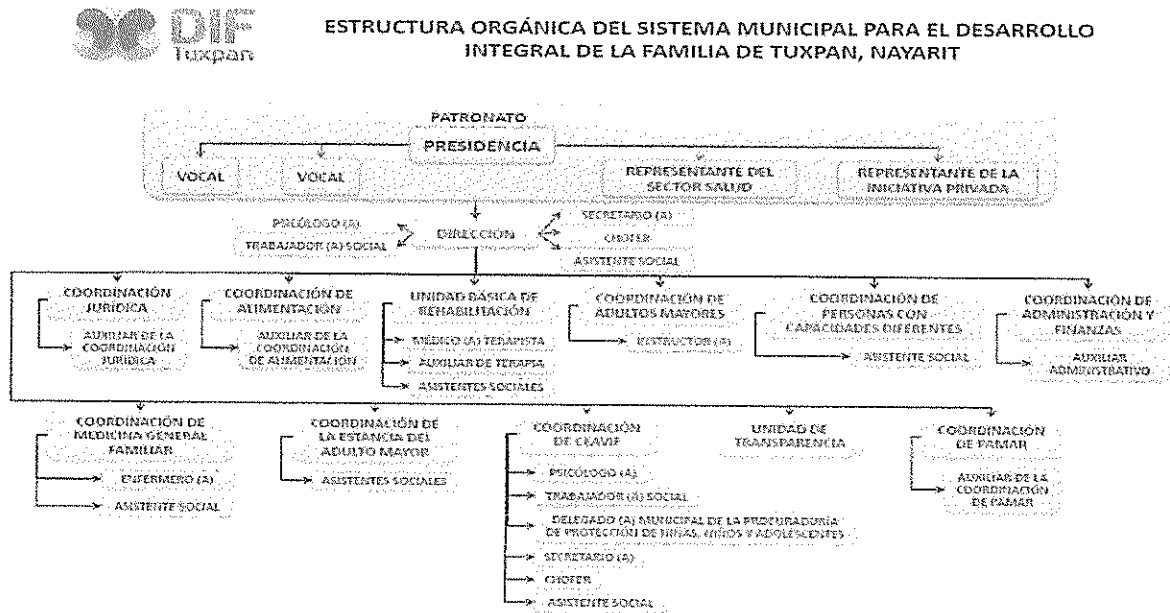 DIF
Tuxpan
ESTRUCTURA ORGÁNICA DEL SISTEMA MUNICIPAL PARA EL DESARROLLO
INTEGRAL DE LA FAMILIA DE TUXPAN, NAYARIT
PATRONATO
PRESIDENCIA
VOCAL
VOCAL
REPRESENTANTE DEL
SECTOR SALUD
REPRESENTANTE DE LA
INICIATIVA PRIVADA
PSICÓLOGO (A)
TRABAJADOR (A) SOCIAL
DIRECCIÓN
SECRETARIO (A)
CHOFER
ASISTENTE SOCIAL
COORDINACIÓN
JURÍDICA
AUXILIAR DE LA
COORDINACIÓN
JURÍDICA
COORDINACIÓN DE
ALIMENTACIÓN
AUXILIAR DE LA
COORDINACIÓN
DE ALIMENTACIÓN
UNIDAD BÁSICA DE
REHABILITACIÓN
MÉDICO (A) TERAPISTA
AUXILIAR DE TERAPIA
ASISTENTES SOCIALES
COORDINACIÓN DE
ADULTOS MAYORES
INSTRUCTOR (A)
COORDINACIÓN DE
PERSONAS CON
CAPACIDADES DIFERENTES
ASISTENTE SOCIAL
COORDINACIÓN DE
ADMINISTRACIÓN Y
FINANZAS
AUXILIAR
ADMINISTRATIVO
COORDINACIÓN DE
MEDICINA GENERAL
FAMILIAR
ENFERMERO (A)
ASISTENTE SOCIAL
COORDINACIÓN DE
LA ESTANCIA DEL
ADULTO MAYOR
ASISTENTES SOCIALES
COORDINACIÓN
DE CEAVIF
PSICÓLOGO (A)
TRABAJADOR (A) SOCIAL
DELEGADO (A) MUNICIPAL DE LA PROCURADURÍA
DE PROTECCIÓN DE NIÑAS, NIÑOS Y ADOLESCENTES
SECRETARIO (A)
CHOFER
ASISTENTE SOCIAL
UNIDAD DE
TRANSPARENCIA
COORDINACIÓN
DE PAMAR
AUXILIAR DE LA
COORDINACIÓN
DE PAMAR